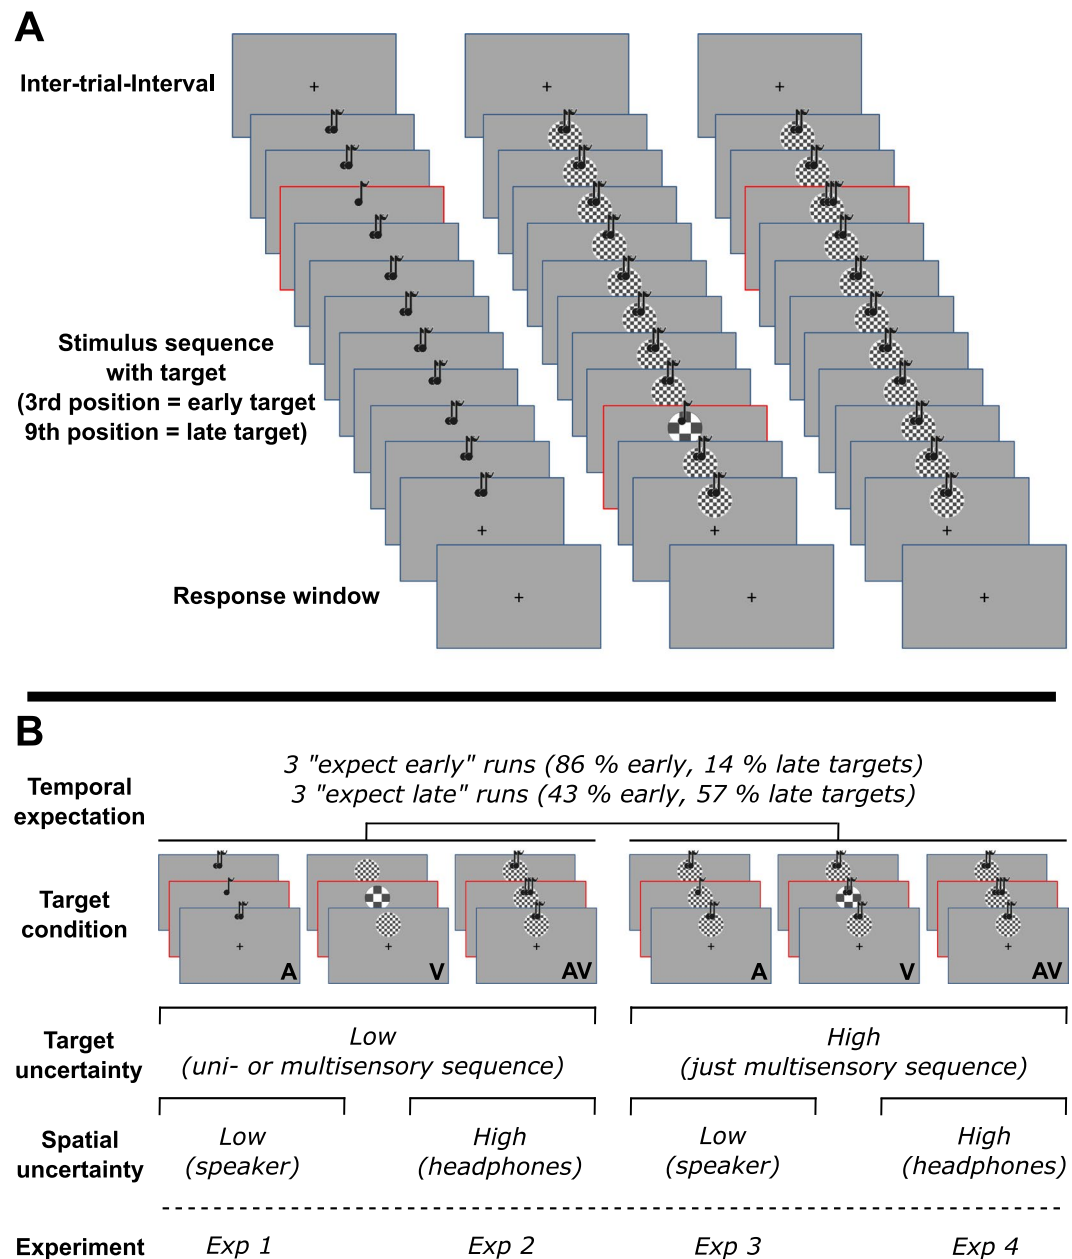 A
Inter-trial-Interval
Stimulus sequence
with target
(3rd position = early target
9th position = late target)
Response window
B
Temporal
expectation
3 "expect early" runs (86 % early, 14 % late targets)
3 "expect late" runs (43 % early, 57 % late targets)
Target
condition
A V AV A V AV
Target
uncertainty
Low
(uni- or multisensory sequence)
High
(just multisensory sequence)
Spatial
uncertainty
Low
(speaker)
High
(headphones)
Low
(speaker)
High
(headphones)
Experiment Exp 1 Exp 2 Exp 3 Exp 4